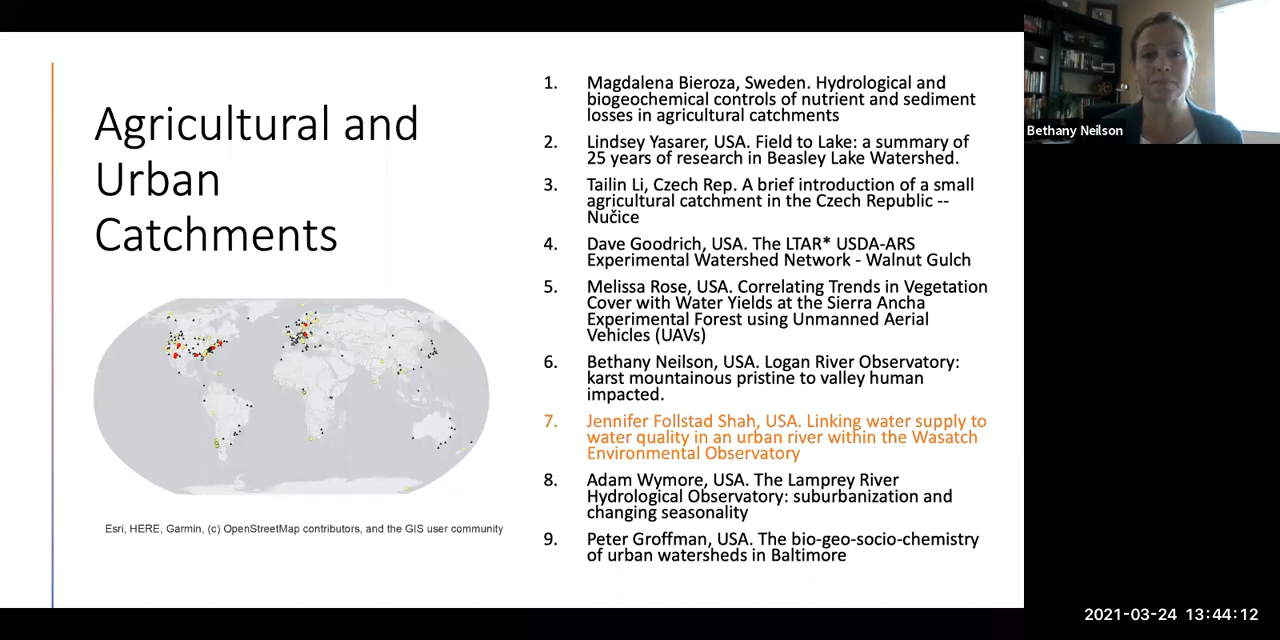 Agricultural and
Urban
Catchments
Esri, HERE, Garmin, (c) OpenStreetMap contributors, and the GIS user community
1. Magdalena Bieroza, Sweden. Hydrological and
biogeochemical controls of nutrient and sediment
losses in agricultural catchments
2. Lindsey Yasarer, USA. Field to Lake: a summary of
25 years of research in Beasley Lake Watershed.
3. Tailin Li, Czech Rep. A brief introduction of a small
agricultural catchment in the Czech Republic --
Nučice
4. Dave Goodrich, USA. The LTAR* USDA-ARS
Experimental Watershed Network - Walnut Gulch
5. Melissa Rose, USA. Correlating Trends in Vegetation
Cover with Water Yields at the Sierra Ancha
Experimental Forest using Unmanned Aerial
Vehicles (UAVs)
6. Bethany Neilson, USA. Logan River Observatory:
karst mountainous pristine to valley human
impacted.
7. Jennifer Follstad Shah, USA. Linking water supply to
water quality in an urban river within the Wasatch
Environmental Observatory
8. Adam Wymore, USA. The Lamprey River
Hydrological Observatory: suburbanization and
changing seasonality
9. Peter Groffman, USA. The bio-geo-socio-chemistry
of urban watersheds in Baltimore
Bethany Neilson
2021-03-24 13:44:12